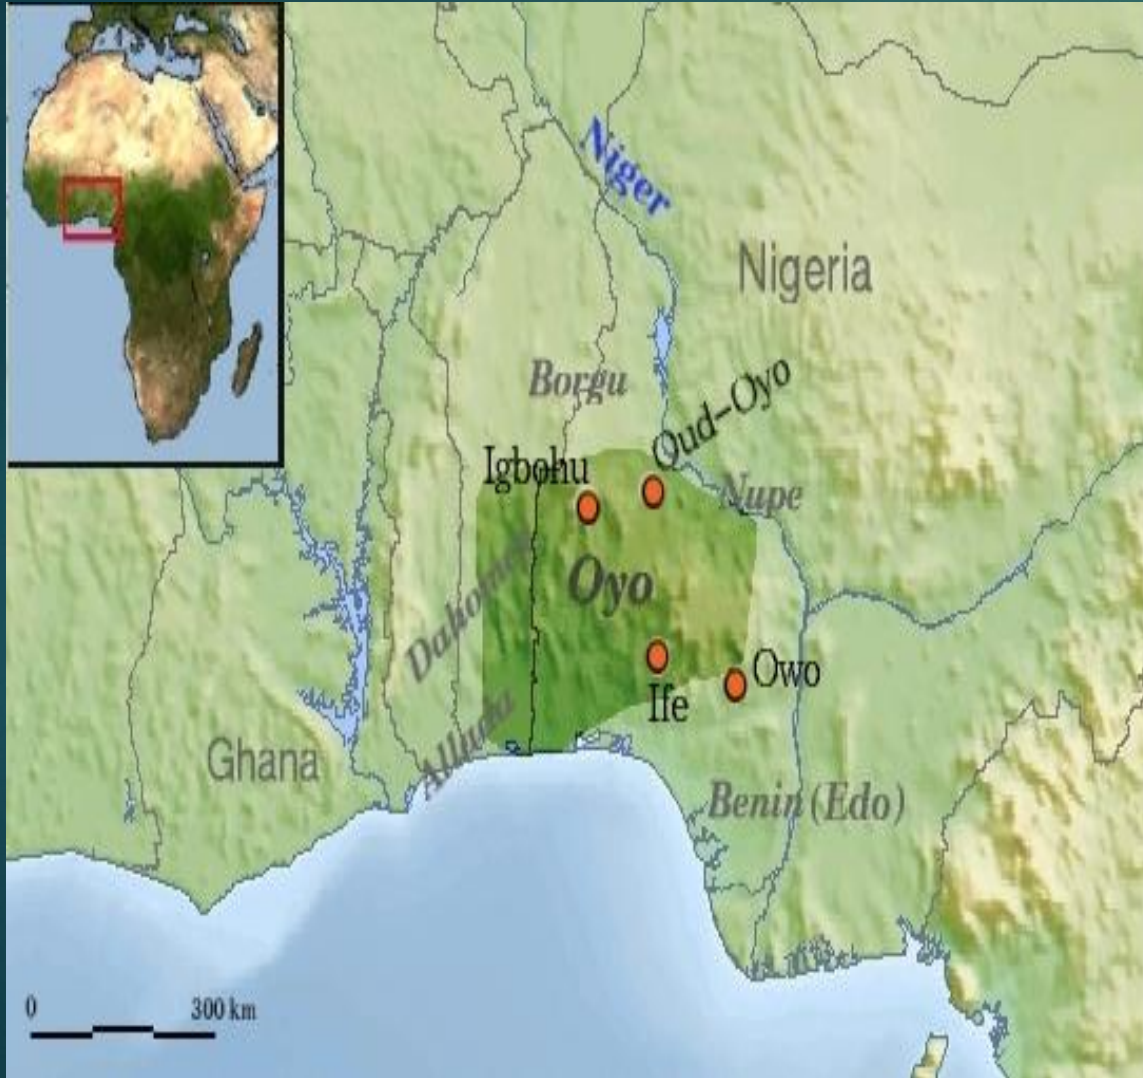 Niger
Nigeria
Borgu
Oud-Oyo
Igbohu
Nupe
Oyo
Dahomey
Ife
Owo
Allada
Ghana
Benin (Edo)
0 300 km